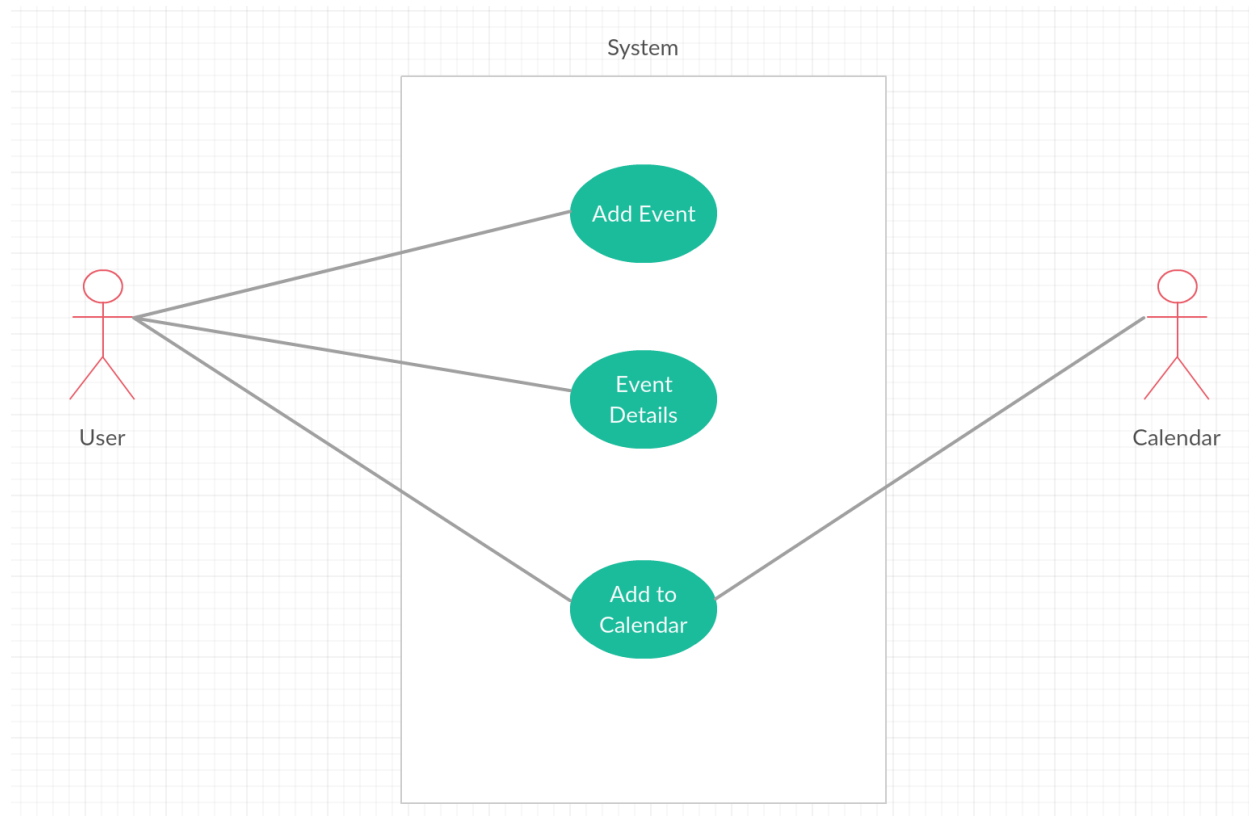 System
Add Event
Event
Details
User
Calendar
Add to
Calendar